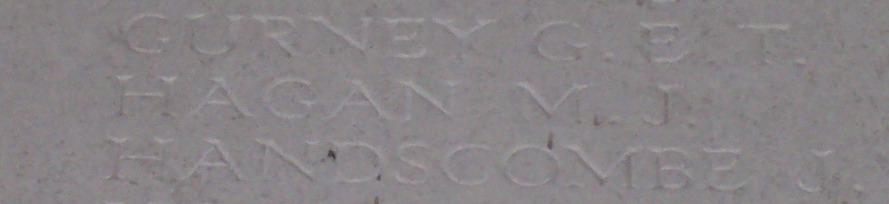 GURNEY G. E. T.
HAGAN M. J.
HANDSCOMBE J.